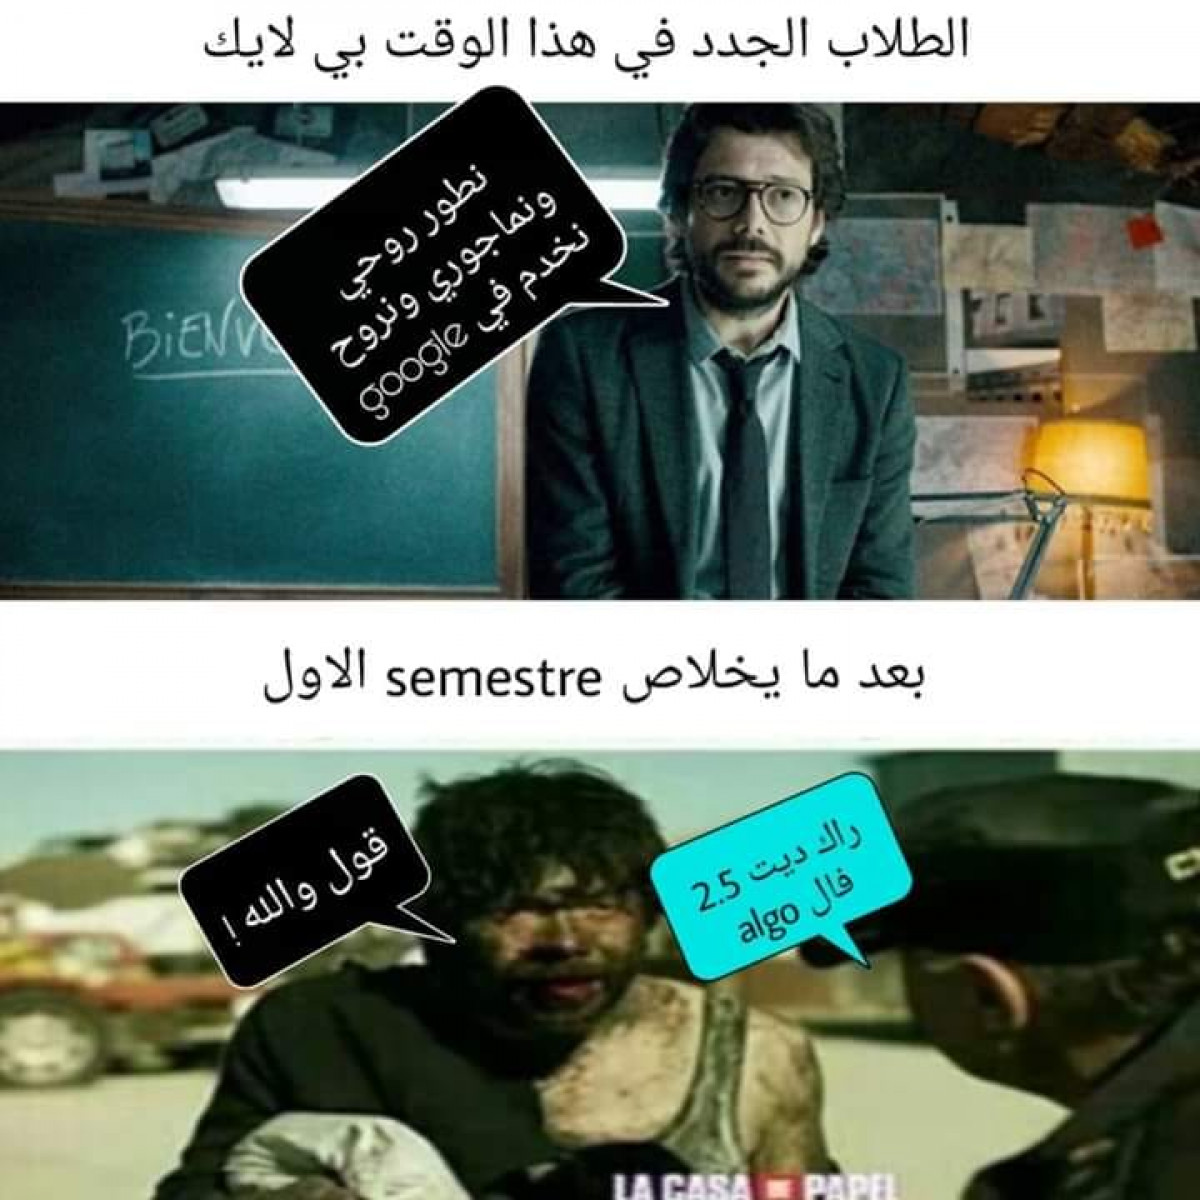 الطلاب الجدد في هذا الوقت بي لايك
نطور روحي
ونماجوري ونروح
نخدم في
google
BiENV
بعد ما يخلاص semestre الاول
راك ديت 2.5
فال algo
قول والله !
LA CASA DE PAPEL